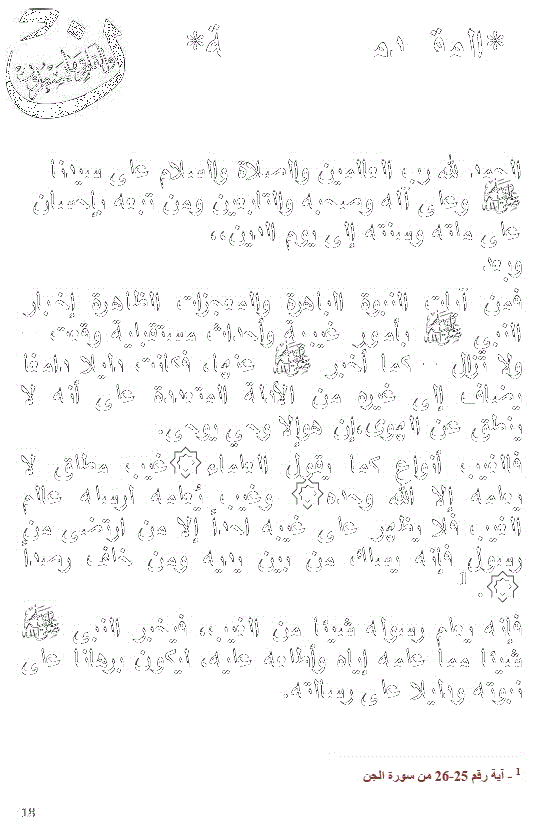 *المقدمة*
الحمد لله رب العالمين والصلاة والسلام على سيدنا
ﷺ وعلى آله وصحبه والتابعين ومن تبعه بإحسان
على ملته وسنته إلى يوم الدين،،
وبعد
فمن آيات النبوة الباهرة والمعجزات الظاهرة إخبار
النبي ﷺ بأمور غيبية وأحداث مستقبلية وقعت –
ولا تزال – كما أخبر ﷺ عنها، فكانت دليلا دامغا
يضاف إلى غيره من الأدلة المتعددة على أنه لا
ينطق عن الهوى،إن هوإلا وحي يوحى.
فالغيب أنواع كما يقول العلماء۞غيب مطلق لا
يعلمه إلا الله وحده۞ وغيب يُعلمه لرسله عالم
الغيب فلا يظهر على غيبه احداً إلا من ارتضى من
رسول فإنه يسلك من بين يديه ومن خلف رصداً
۞. 1
فإنه يعلم رسوله شيئا من الغيب، فيخبر النبي ﷺ
شيئا مما علمه إياه وأطلعه عليه، ليكون برهانا على
نبوته ودليلا على رسالته.
1 - آية رقم 25-26 من سورة الجن
18